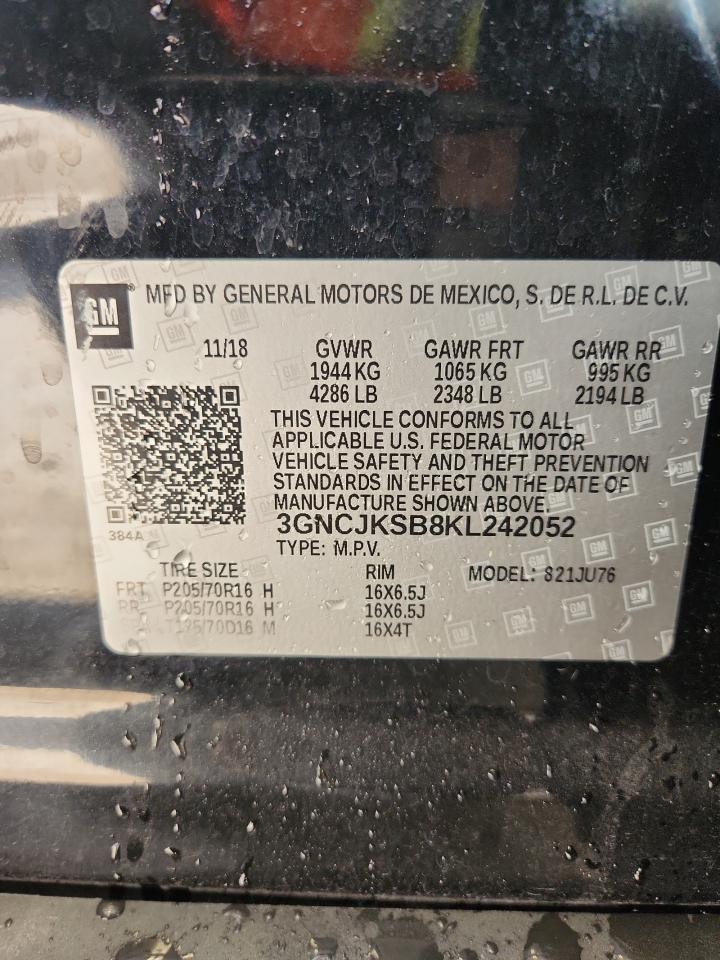 GM
MFD BY GENERAL MOTORS DE MEXICO, S. DE R.L. DE C.V.
11/18 GVWR GAWR FRT GAWR RR
1944 KG 1065 KG 995 KG
4286 LB 2348 LB 2194 LB
THIS VEHICLE CONFORMS TO ALL
APPLICABLE U.S. FEDERAL MOTOR
VEHICLE SAFETY AND THEFT PREVENTION
STANDARDS IN EFFECT ON THE DATE OF
MANUFACTURE SHOWN ABOVE.
384A
3GNCJKSB8KL242052
TYPE: M.P.V.
TIRE SIZE RIM MODEL: 821JU76
FRT P205/70R16 H 16X6.5J
RR P205/70R16 H 16X6.5J
M 16X4T